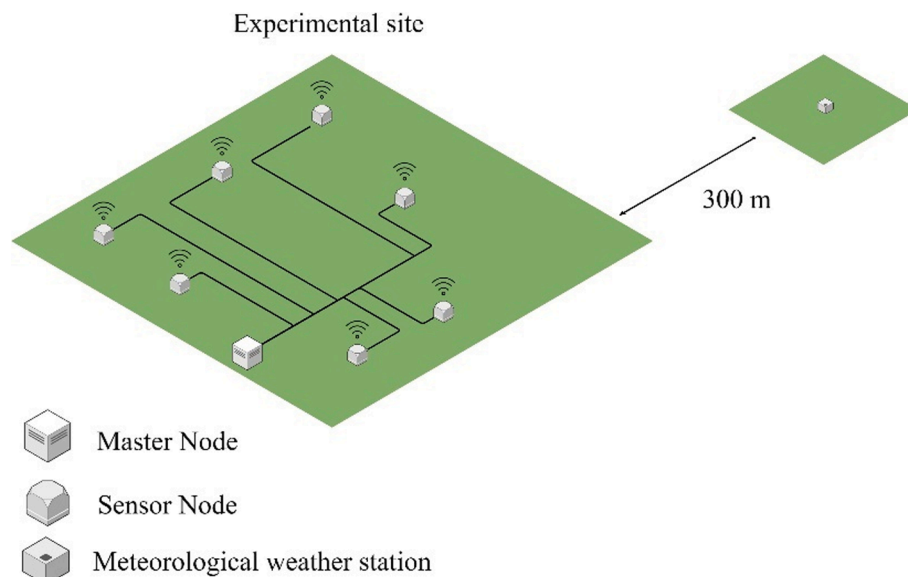 Experimental site
300 m
Master Node
Sensor Node
Meteorological weather station